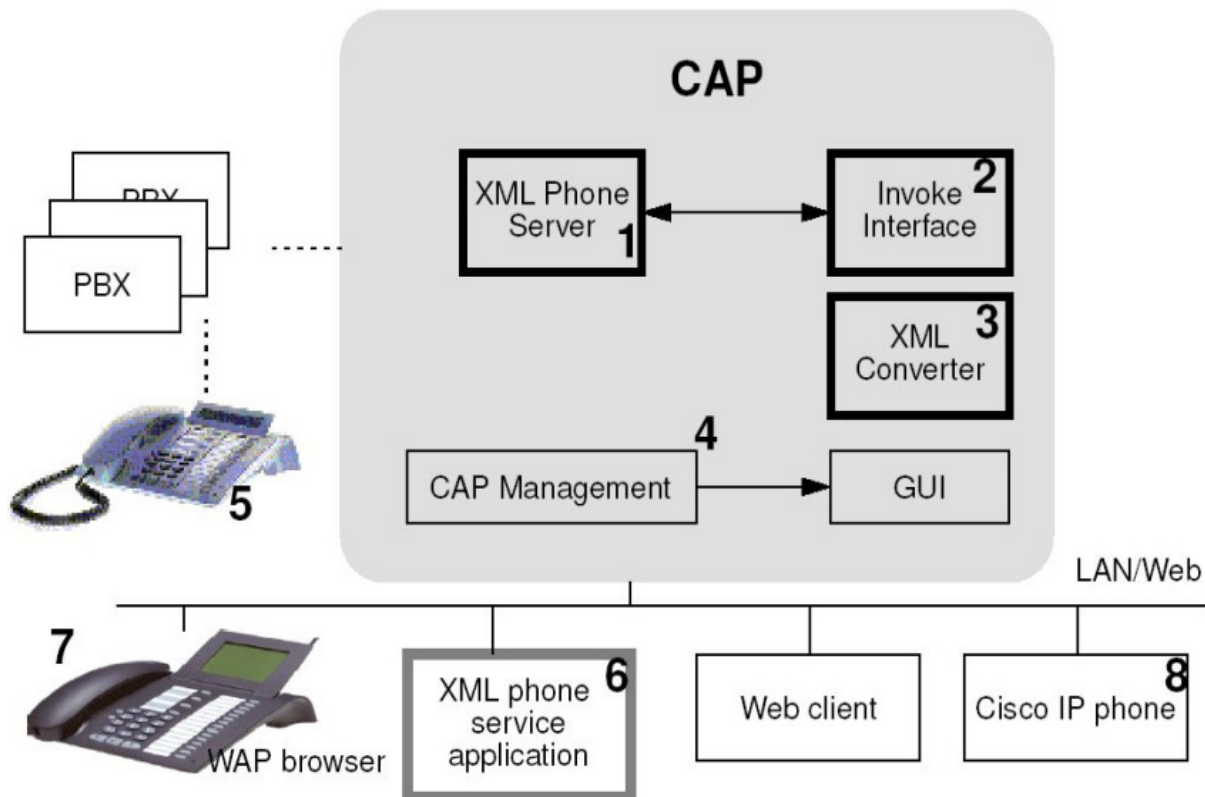 CAP
XML Phone
Server
1
2
Invoke
Interface
3
XML
Converter
4
CAP Management
GUI
PBX
PBX
5
LAN/Web
7
WAP browser
6
XML phone
service
application
Web client
8
Cisco IP phone